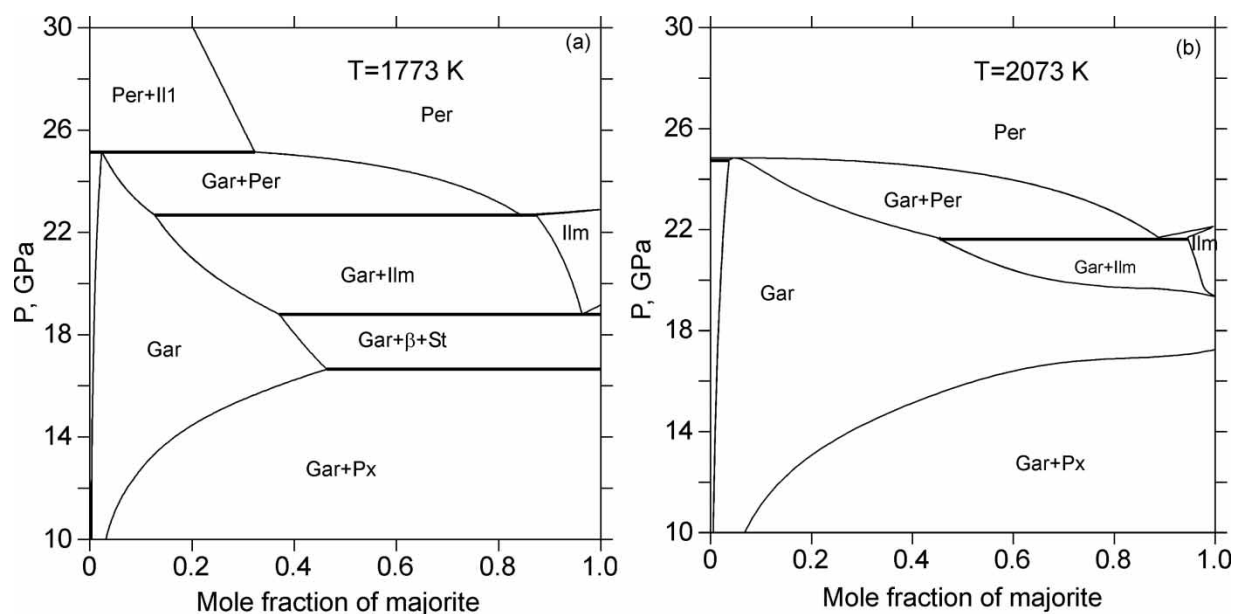 (a)
T=1773 K
Per+Il1
Per
Gar+Per
Ilm
Gar+Ilm
Gar+β+St
Gar
Gar+Px
30
26
22
18
14
10
P, GPa
0 0.2 0.4 0.6 0.8 1.0
Mole fraction of majorite
(b)
T=2073 K
Per
Gar+Per
Ilm
Gar+Ilm
Gar
Gar+Px
30
26
22
18
14
10
P, GPa
0 0.2 0.4 0.6 0.8 1.0
Mole fraction of majorite